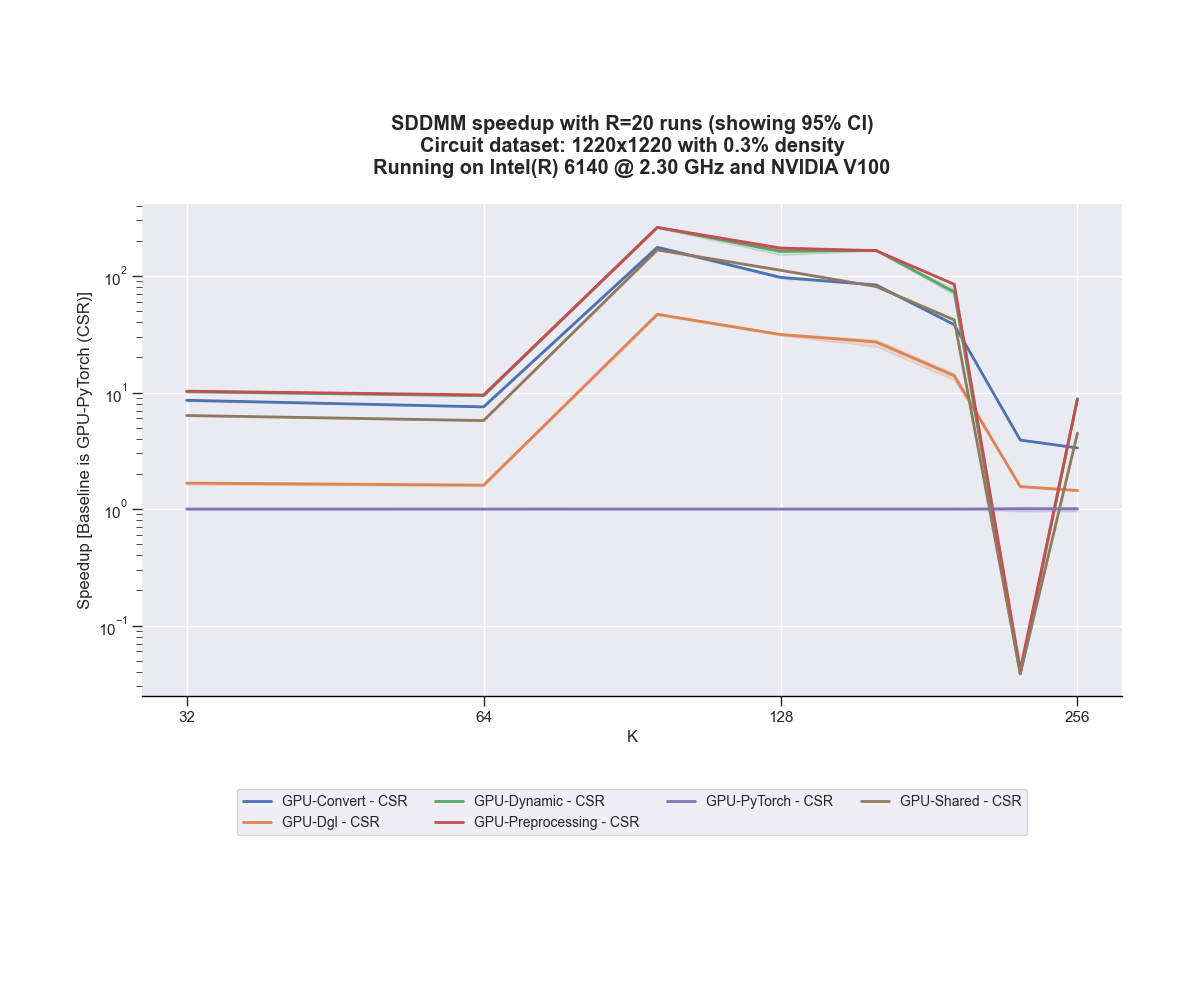 SDDMM speedup with R=20 runs (showing 95% CI)
Circuit dataset: 1220x1220 with 0.3% density
Running on Intel(R) 6140 @ 2.30 GHz and NVIDIA V100
Speedup [Baseline is GPU-PyTorch (CSR)]
10^2
10^1
10^0
10^-1
32 64 128 256
K
GPU-Convert - CSR GPU-Dynamic - CSR GPU-PyTorch - CSR GPU-Shared - CSR
GPU-Dgl - CSR GPU-Preprocessing - CSR